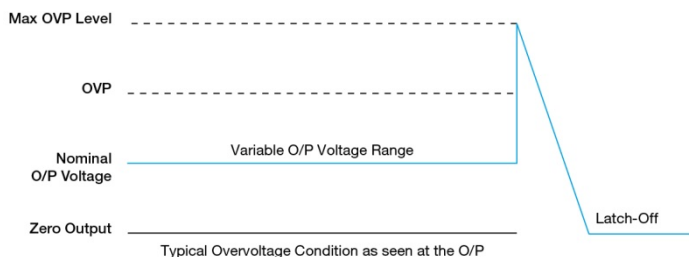 Max OVP Level
OVP
Variable O/P Voltage Range
Nominal
O/P Voltage
Zero Output
Latch-Off
Typical Overvoltage Condition as seen at the O/P